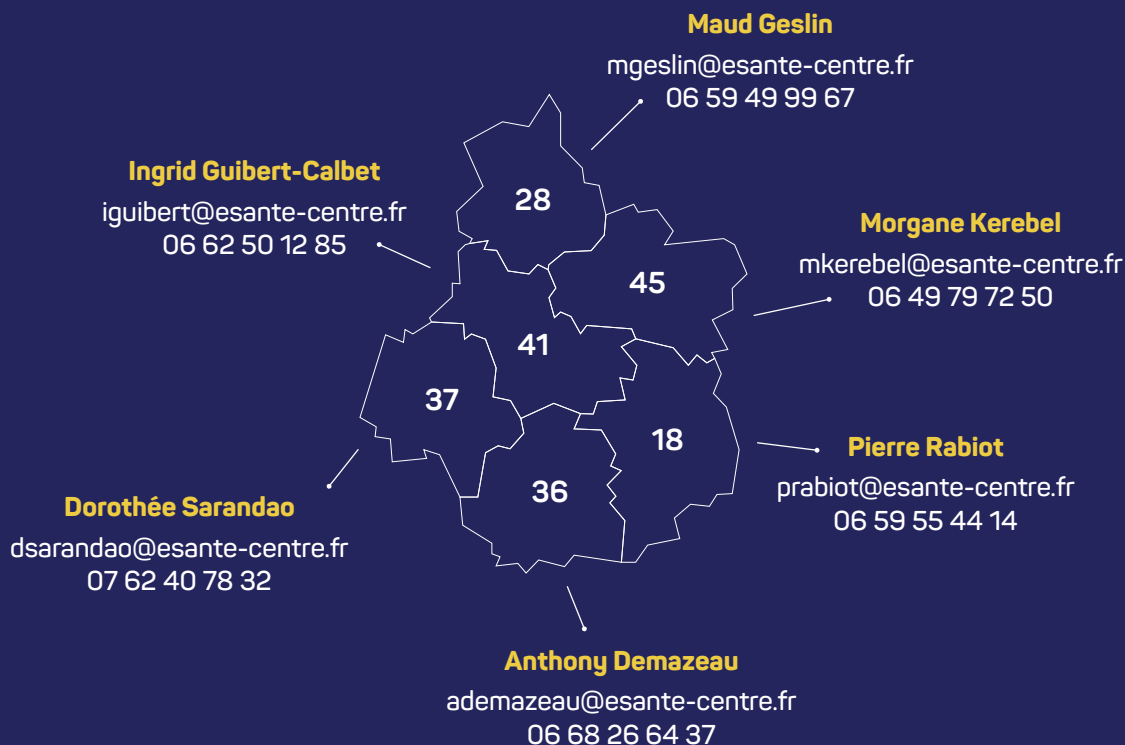 Maud Geslin
mgeslin@esante-centre.fr
06 59 49 99 67
Ingrid Guibert-Calbet
iguibert@esante-centre.fr
06 62 50 12 85
28
Morgane Kerebel
mkerebel@esante-centre.fr
06 49 79 72 50
45
41
37
18
Pierre Rabiot
prabiot@esante-centre.fr
06 59 55 44 14
36
Dorothée Sarandao
dsarandao@esante-centre.fr
07 62 40 78 32
Anthony Demazeau
ademazeau@esante-centre.fr
06 68 26 64 37